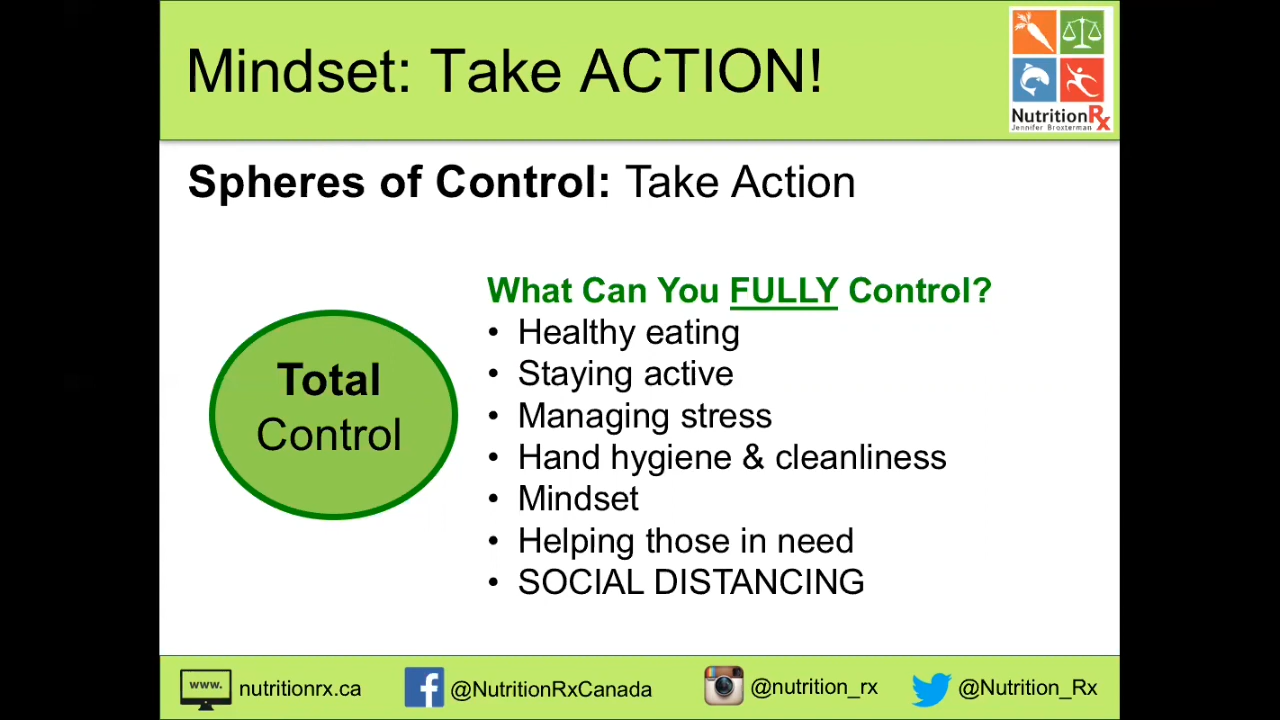 Mindset: Take ACTION!
NutritionRx
Jennifer Broxterman
Spheres of Control: Take Action
Total
Control
What Can You FULLY Control?
• Healthy eating
• Staying active
• Managing stress
• Hand hygiene & cleanliness
• Mindset
• Helping those in need
• SOCIAL DISTANCING
www.
nutritionrx.ca
@NutritionRxCanada
@nutrition_rx
@Nutrition_Rx